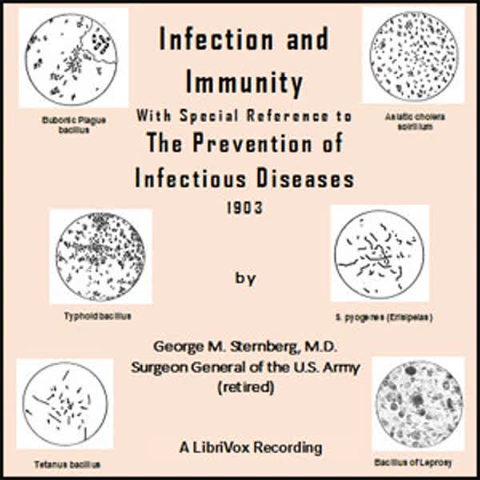 Infection and
Immunity
With Special Reference to
The Prevention of
Infectious Diseases
1903
Bubonic Plague
bacillus
Asiatic cholera
spirillum
by
Typhoid bacillus
S. pyogenes (Erisipelas)
George M. Sternberg, M.D.
Surgeon General of the U.S. Army
(retired)
Tetanus bacillus
Bacillus of Leprosy
A LibriVox Recording